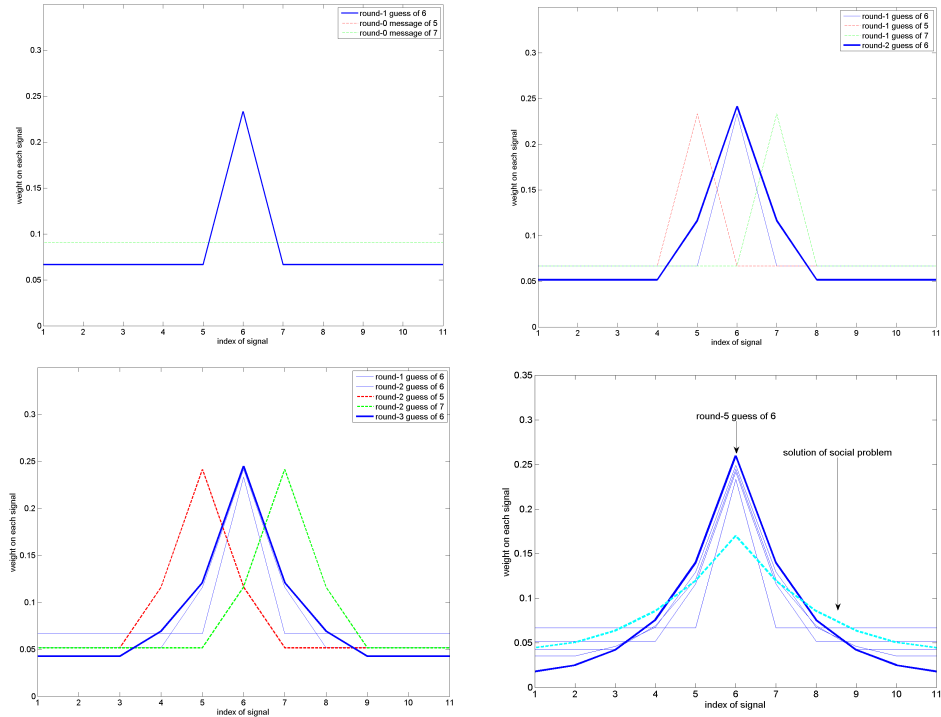 round-1 guess of 6
round-0 message of 5
round-0 message of 7
0.3
0.25
0.2
0.15
0.1
0.05
0
weight on each signal
1 2 3 4 5 6 7 8 9 10 11
index of signal
round-1 guess of 6
round-1 guess of 5
round-1 guess of 7
round-2 guess of 6
0.3
0.25
0.2
0.15
0.1
0.05
0
weight on each signal
1 2 3 4 5 6 7 8 9 10 11
index of signal
round-1 guess of 6
round-2 guess of 6
round-2 guess of 5
round-2 guess of 7
round-3 guess of 6
0.3
0.25
0.2
0.15
0.1
0.05
0
weight on each signal
1 2 3 4 5 6 7 8 9 10 11
index of signal
0.35
0.3
0.25
0.2
0.15
0.1
0.05
0
round-5 guess of 6
solution of social problem
weight on each signal
1 2 3 4 5 6 7 8 9 10 11
index of signal